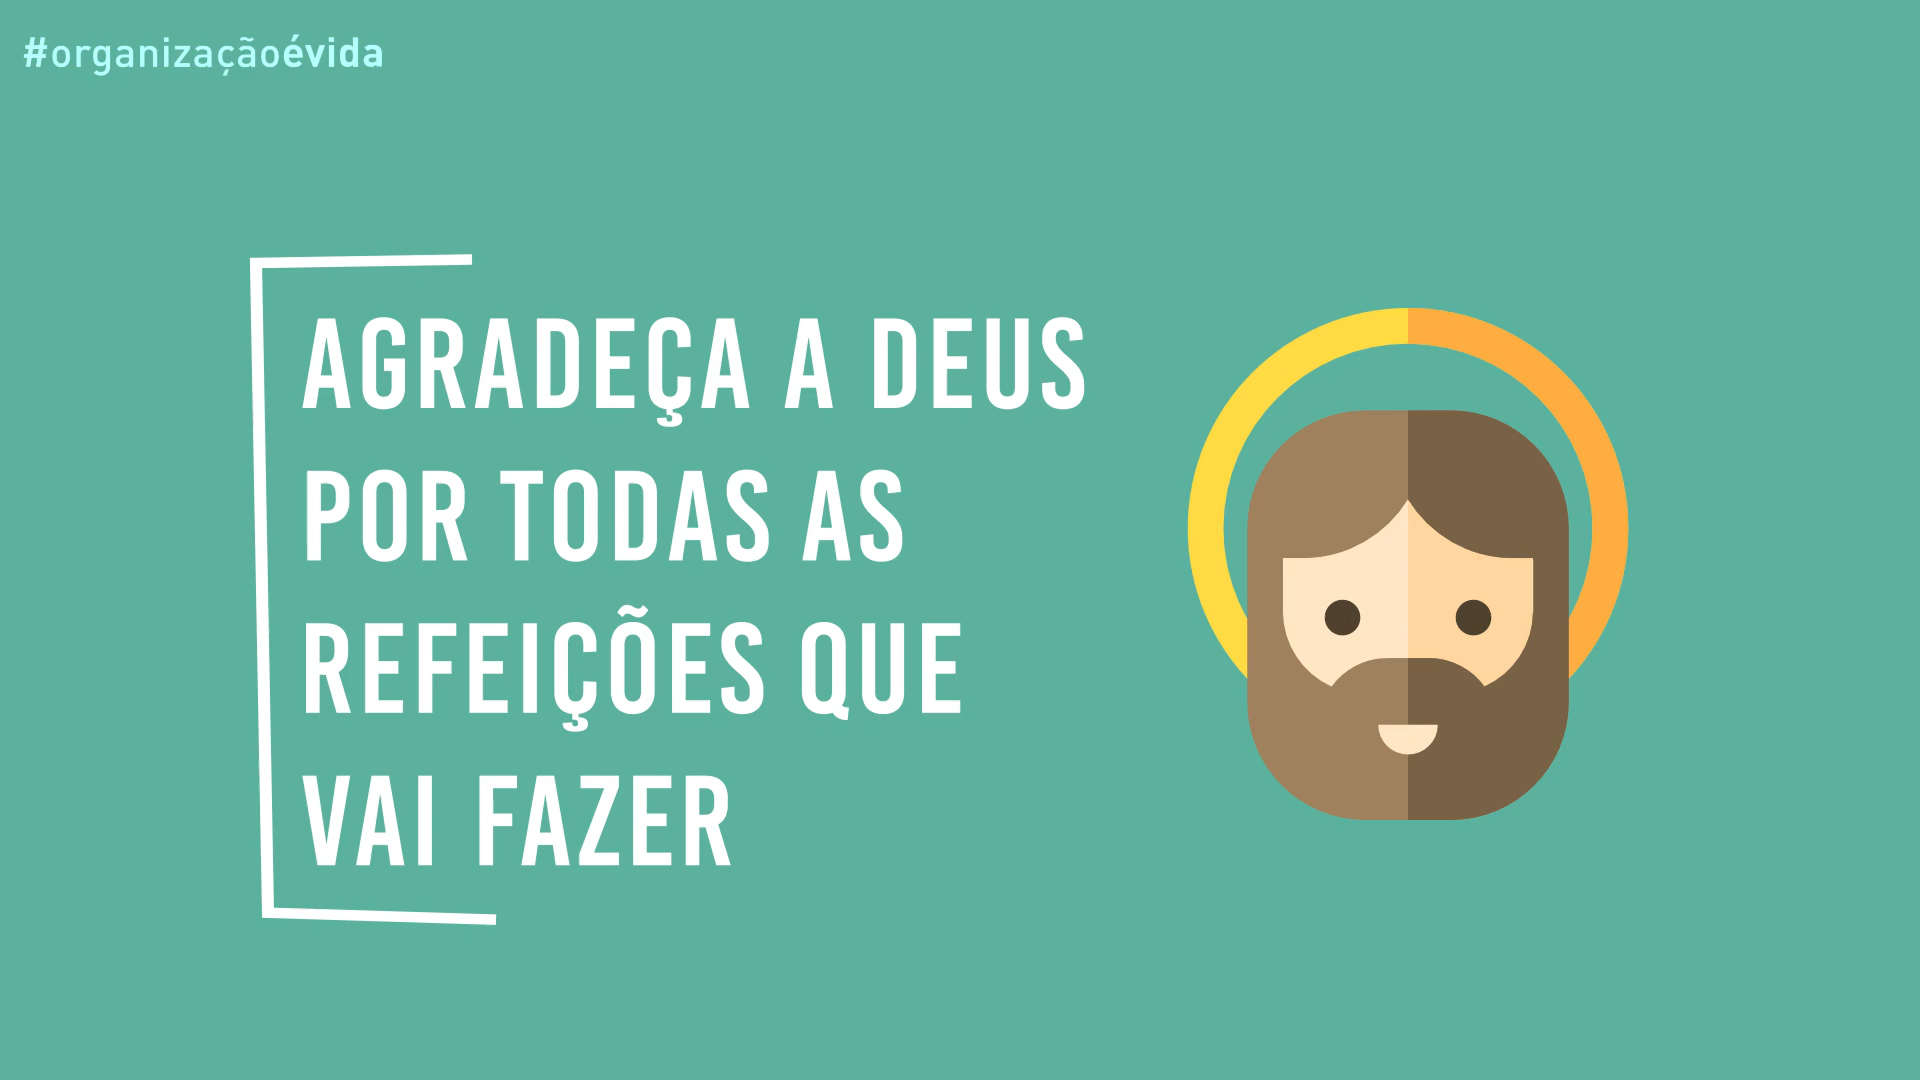 #organizaçãoévida
AGRADEÇA A DEUS
POR TODAS AS
REFEIÇÕES QUE
VAI FAZER